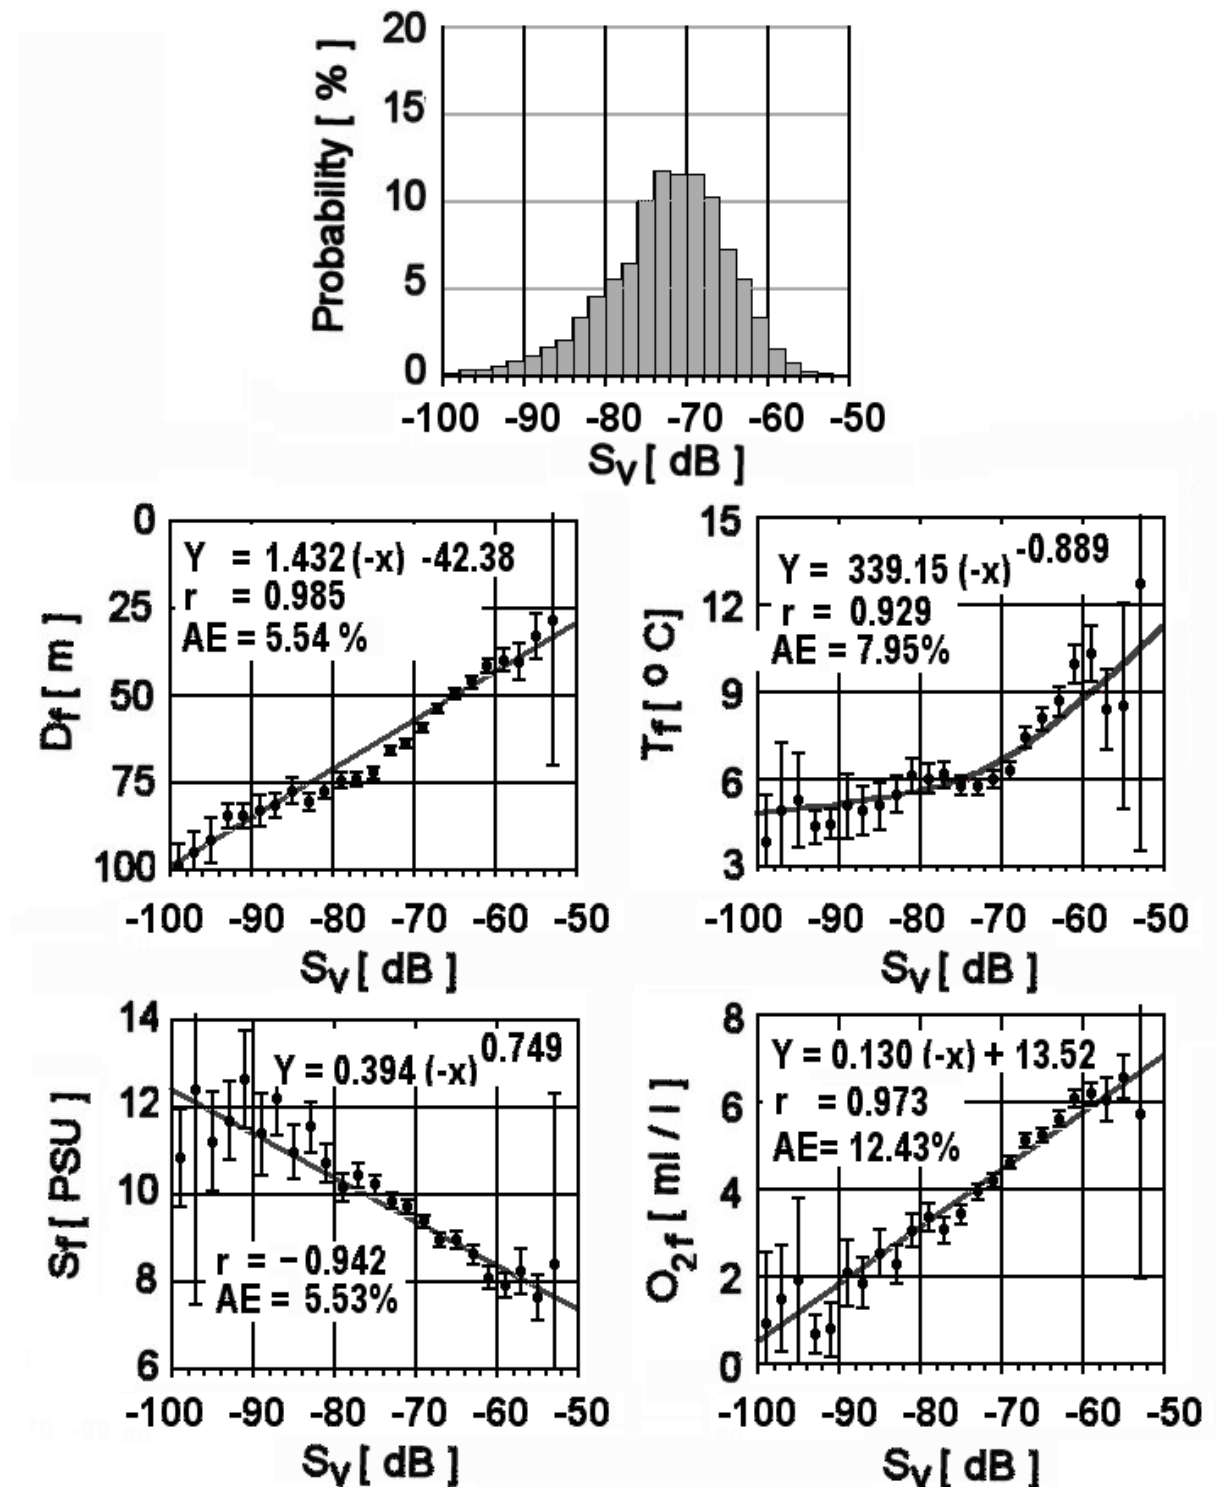 Probability [ % ]
20
15
10
5
0
-100 -90 -80 -70 -60 -50
SV [ dB ]
Df [ m ]
0
25
50
75
100
Y = 1.432 (-x) -42.38
r = 0.985
AE = 5.54 %
-100 -90 -80 -70 -60 -50
SV [ dB ]
Tf [ o C ]
15
12
9
6
3
Y = 339.15 (-x) -0.889
r = 0.929
AE = 7.95%
-100 -90 -80 -70 -60 -50
SV [ dB ]
Sf [ PSU ]
14
12
10
8
6
Y = 0.394 (-x) 0.749
r = −0.942
AE = 5.53%
-100 -90 -80 -70 -60 -50
SV [ dB ]
O2f [ ml / l ]
8
6
4
2
0
Y = 0.130 (-x) + 13.52
r = 0.973
AE= 12.43%
-100 -90 -80 -70 -60 -50
SV [ dB ]